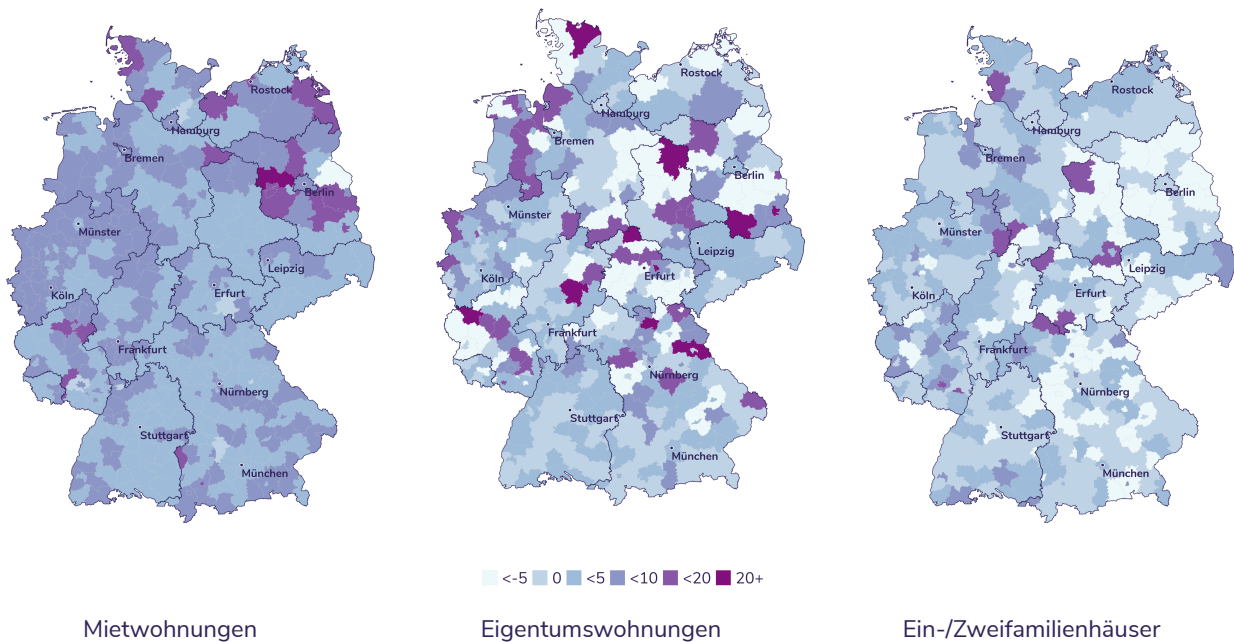 Rostock
Hamburg
Bremen
Berlin
Münster
Leipzig
Köln
Erfurt
Frankfurt
Nürnberg
Stuttgart
München
Rostock
Hamburg
Bremen
Berlin
Münster
Leipzig
Köln
Erfurt
Frankfurt
Nürnberg
Stuttgart
München
Rostock
Hamburg
Bremen
Berlin
Münster
Leipzig
Köln
Erfurt
Frankfurt
Nürnberg
Stuttgart
München
<-5 0 <5 <10 <20 20+
Mietwohnungen
Eigentumswohnungen
Ein-/Zweifamilienhäuser